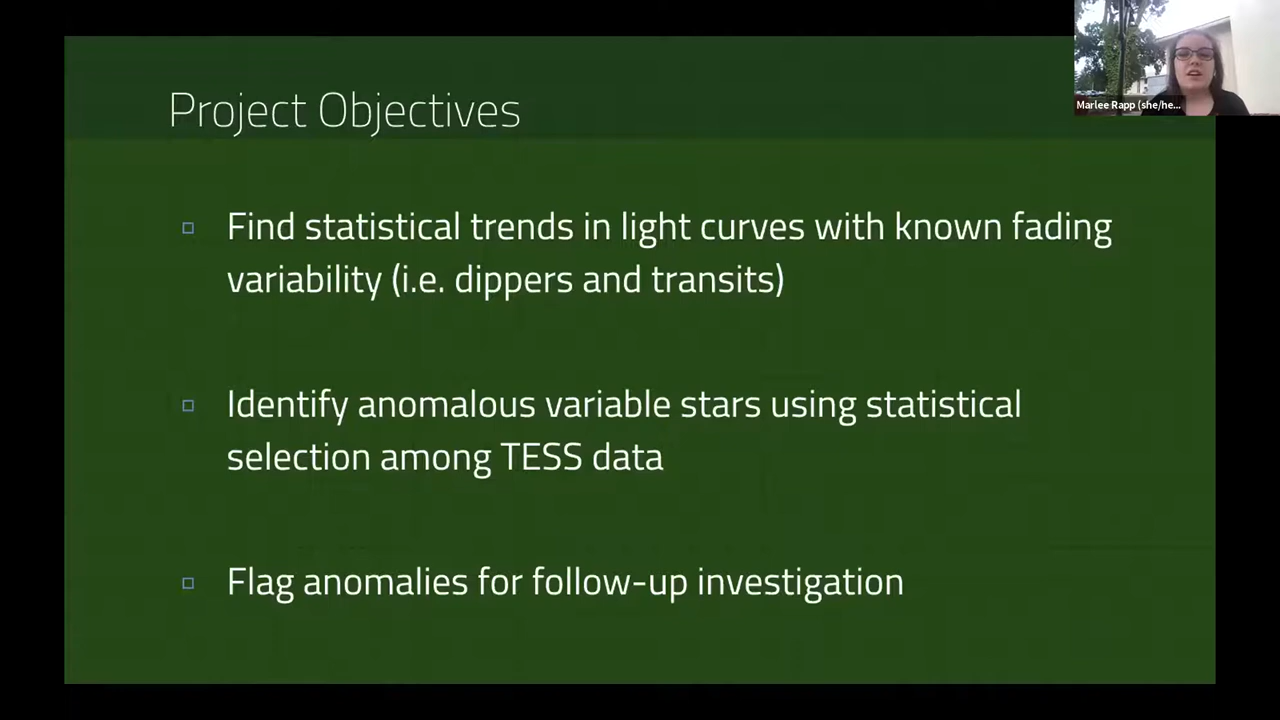 Project Objectives
Marlee Rapp (she/he...
Find statistical trends in light curves with known fading
variability (i.e. dippers and transits)
Identify anomalous variable stars using statistical
selection among TESS data
Flag anomalies for follow-up investigation